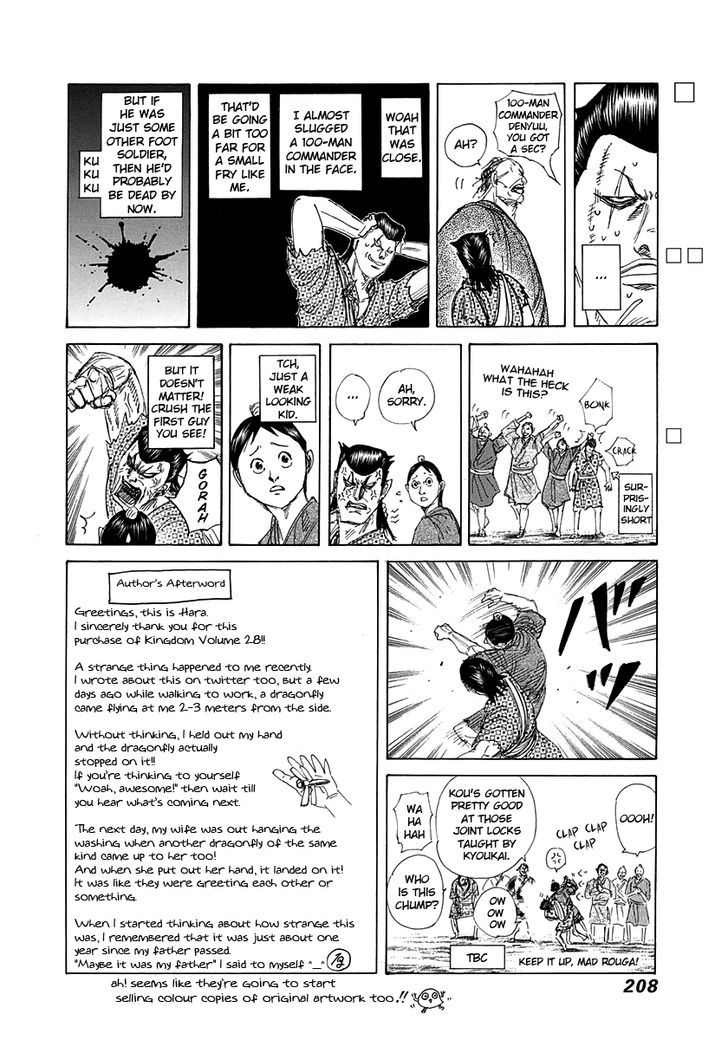 ...
100-MAN
COMMANDER
DENYUU,
YOU GOT
A SEC?
AH?
WOAH
THAT
WAS
CLOSE.
I ALMOST
SLUGGED
A 100-MAN
COMMANDER
IN THE FACE.
THAT'D
BE GOING
A BIT TOO
FAR FOR
A SMALL
FRY LIKE
ME.
BUT IF
HE WAS
JUST SOME
OTHER FOOT
SOLDIER,
THEN HE'D
PROBABLY
BE DEAD BY
NOW.
KU
KU
KU
WAHAHAH
WHAT THE HECK
IS THIS?
BONK
CRACK
SUR-
PRIS-
INGLY
SHORT
AH,
SORRY.
...
TCH,
JUST A
WEAK
LOOKING
KID.
BUT IT
DOESN'T
MATTER!
CRUSH THE
FIRST GUY
YOU SEE!
GORAH
バッ
OOOH!
CLAP CLAP
CLAP
KOU'S GOTTEN
PRETTY GOOD
AT THOSE
JOINT LOCKS
TAUGHT BY
KYOUKAI.
WA
HA
HAH
WHO
IS THIS
CHUMP?
OW
OW
OW
TBC
KEEP IT UP, MAD ROUGA!
Author's Afterword
Greetings, this is Hara.
I sincerely thank you for this
purchase of Kingdom Volume 28!!
A strange thing happened to me recently.
I wrote about this on twitter too, but a few
days ago while walking to work, a dragonfly
came flying at me 2-3 meters from the side.
Without thinking, I held out my hand
and the dragonfly actually
stopped on it!!
If you're thinking to yourself
"Woah, awesome!" then wait till
you hear what's coming next.
The next day, my wife was out hanging the
washing when another dragonfly of the same
kind came up to her too!
And when she put out her hand, it landed on it!
It was like they were greeting each other or
something.
When I started thinking about how strange this
was, I remembered that it was just about one
year since my father passed.
"Maybe it was my father" I said to myself ^_^
ah! seems like they're going to start
selling colour copies of original artwork too!!
208